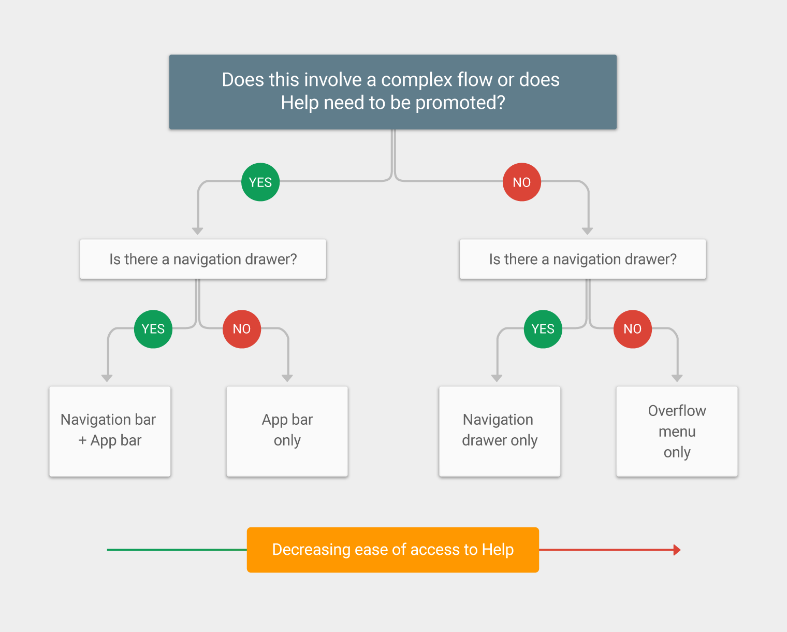 Does this involve a complex flow or does
Help need to be promoted?
YES
NO
Is there a navigation drawer?
Is there a navigation drawer?
YES
NO
YES
NO
Navigation bar
+ App bar
App bar
only
Navigation
drawer only
Overflow
menu
only
Decreasing ease of access to Help